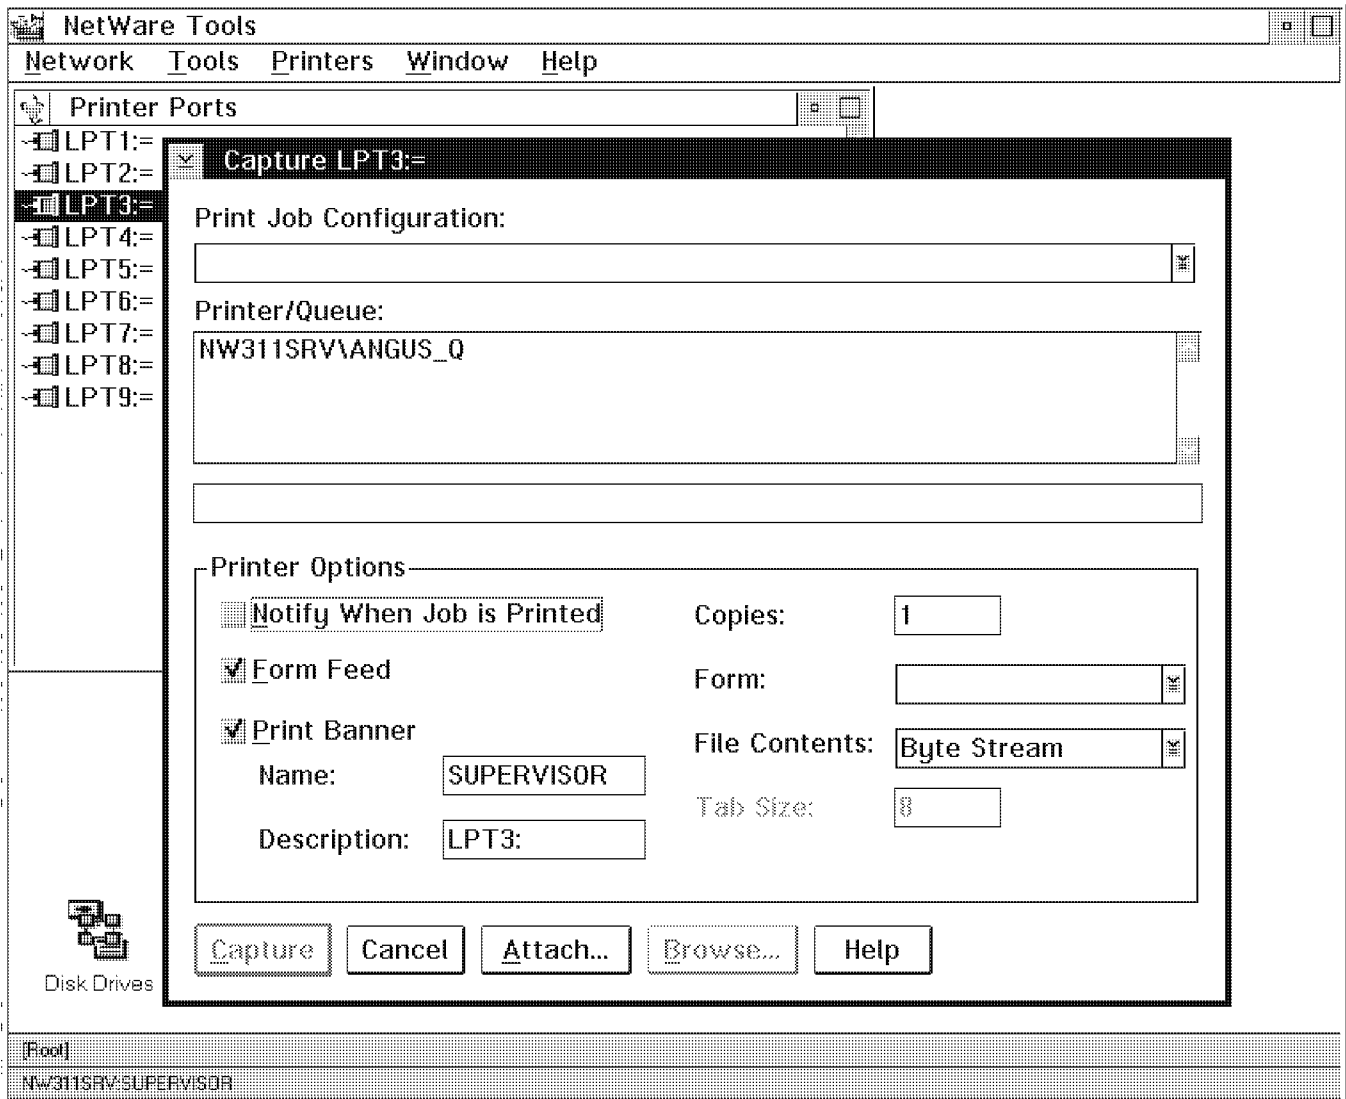 NetWare Tools
Network Tools Printers Window Help
Printer Ports
LPT1:=
LPT2:=
LPT3:=
LPT4:=
LPT5:=
LPT6:=
LPT7:=
LPT8:=
LPT9:=
Capture LPT3:=
Print Job Configuration:
Printer/Queue:
NW311SRV\ANGUS_Q
Printer Options
Notify When Job is Printed
Form Feed
Print Banner
Name: SUPERVISOR
Description: LPT3:
Copies: 1
Form:
File Contents: Byte Stream
Tab Size: 8
Capture Cancel Attach... Browse... Help
Disk Drives
[Root]
NW311SRV:SUPERVISOR